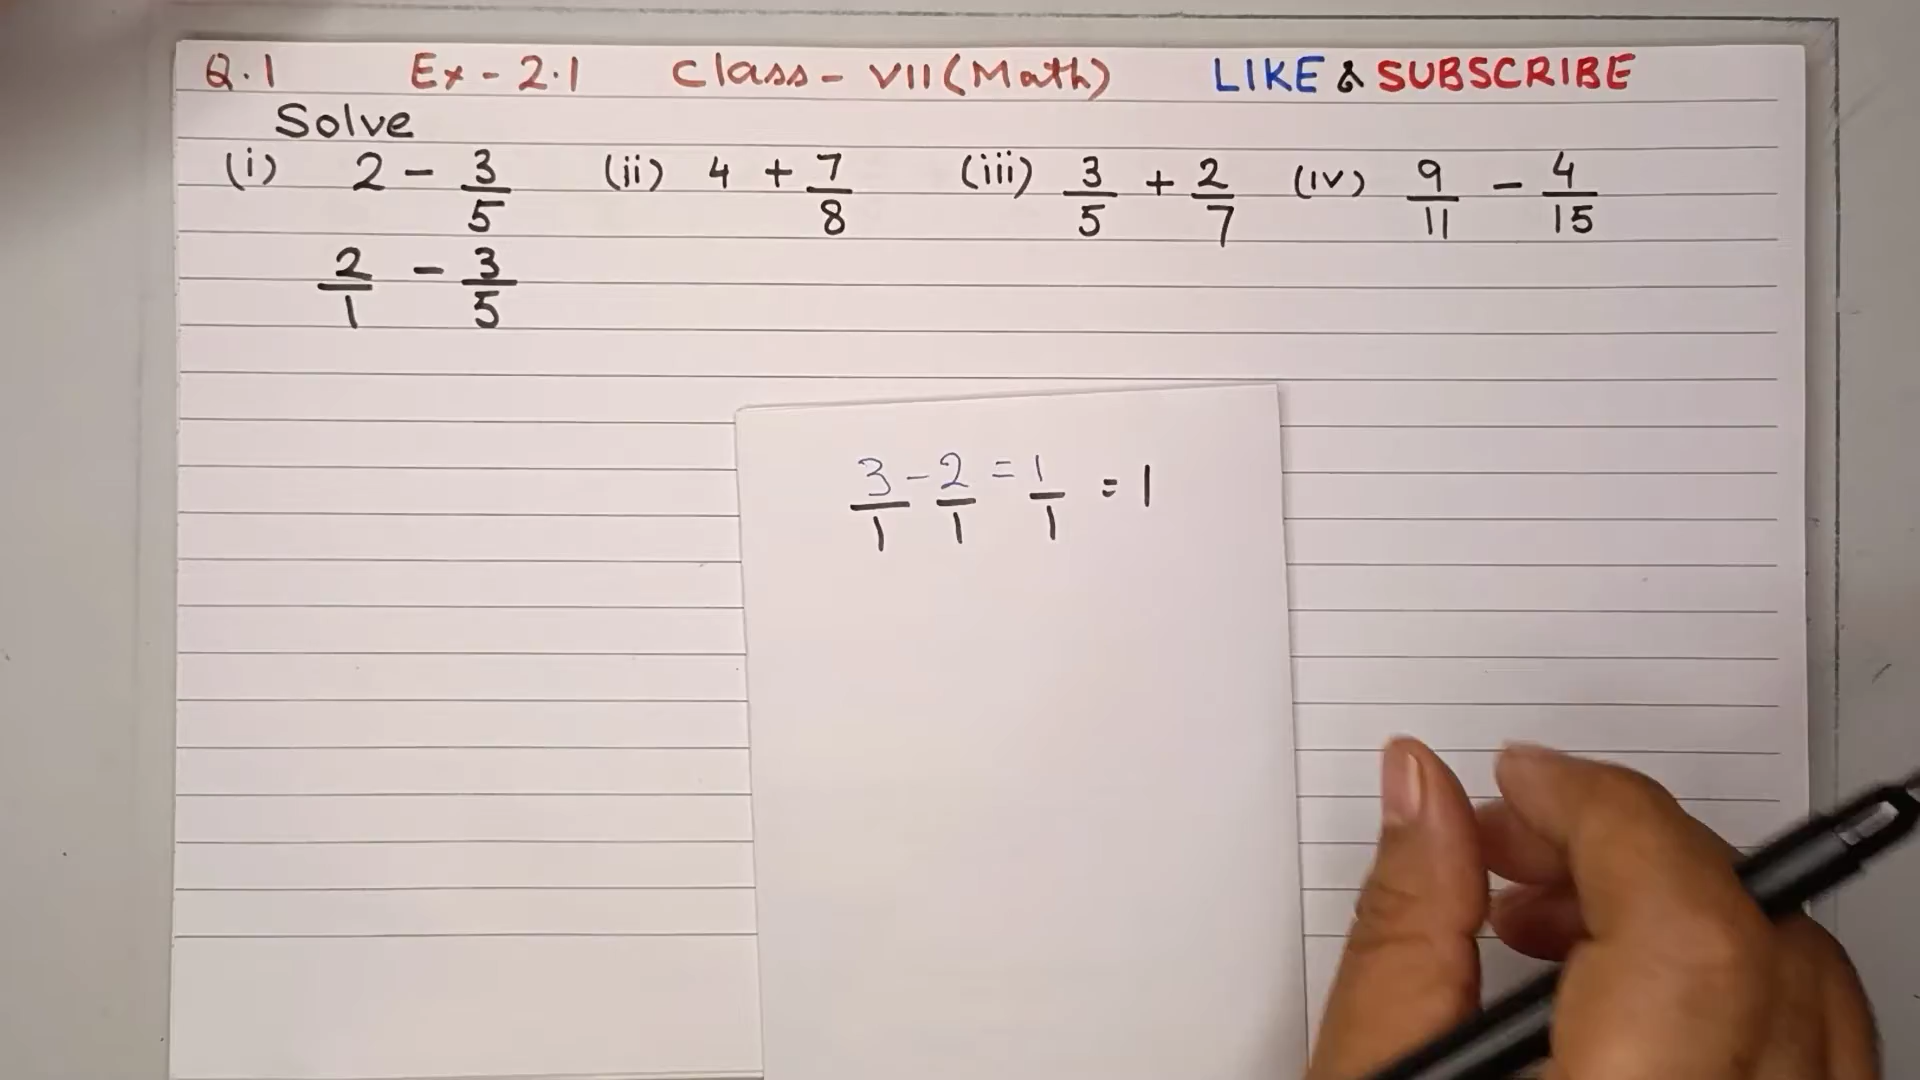 Q.1 Ex - 2.1 Class - VII (Math) LIKE & SUBSCRIBE
Solve
(i) 2 - 3/5 (ii) 4 + 7/8 (iii) 3/5 + 2/7 (iv) 9/11 - 4/15
2/1 - 3/5
3/1 - 2/1 = 1/1 = 1